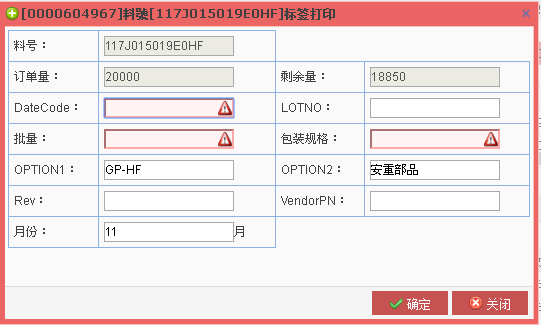 [0000604967]料號[117J015019E0HF]标签打印
料号： 117J015019E0HF
订单量： 20000 剩余量： 18850
DateCode： LOTNO：
批量： 包装规格：
OPTION1： GP-HF OPTION2： 安重部品
Rev： VendorPN：
月份： 11 月
确定 关闭